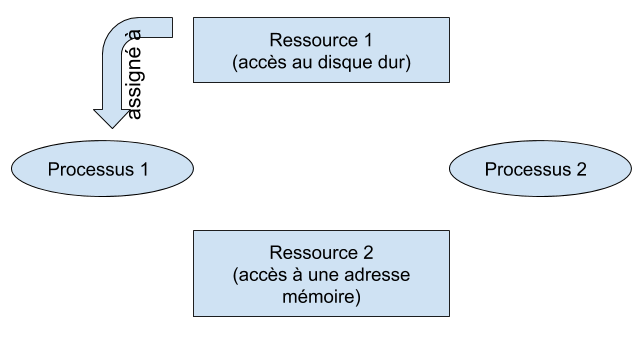 Ressource 1
(accès au disque dur)
assigné à
Processus 1
Processus 2
Ressource 2
(accès à une adresse
mémoire)